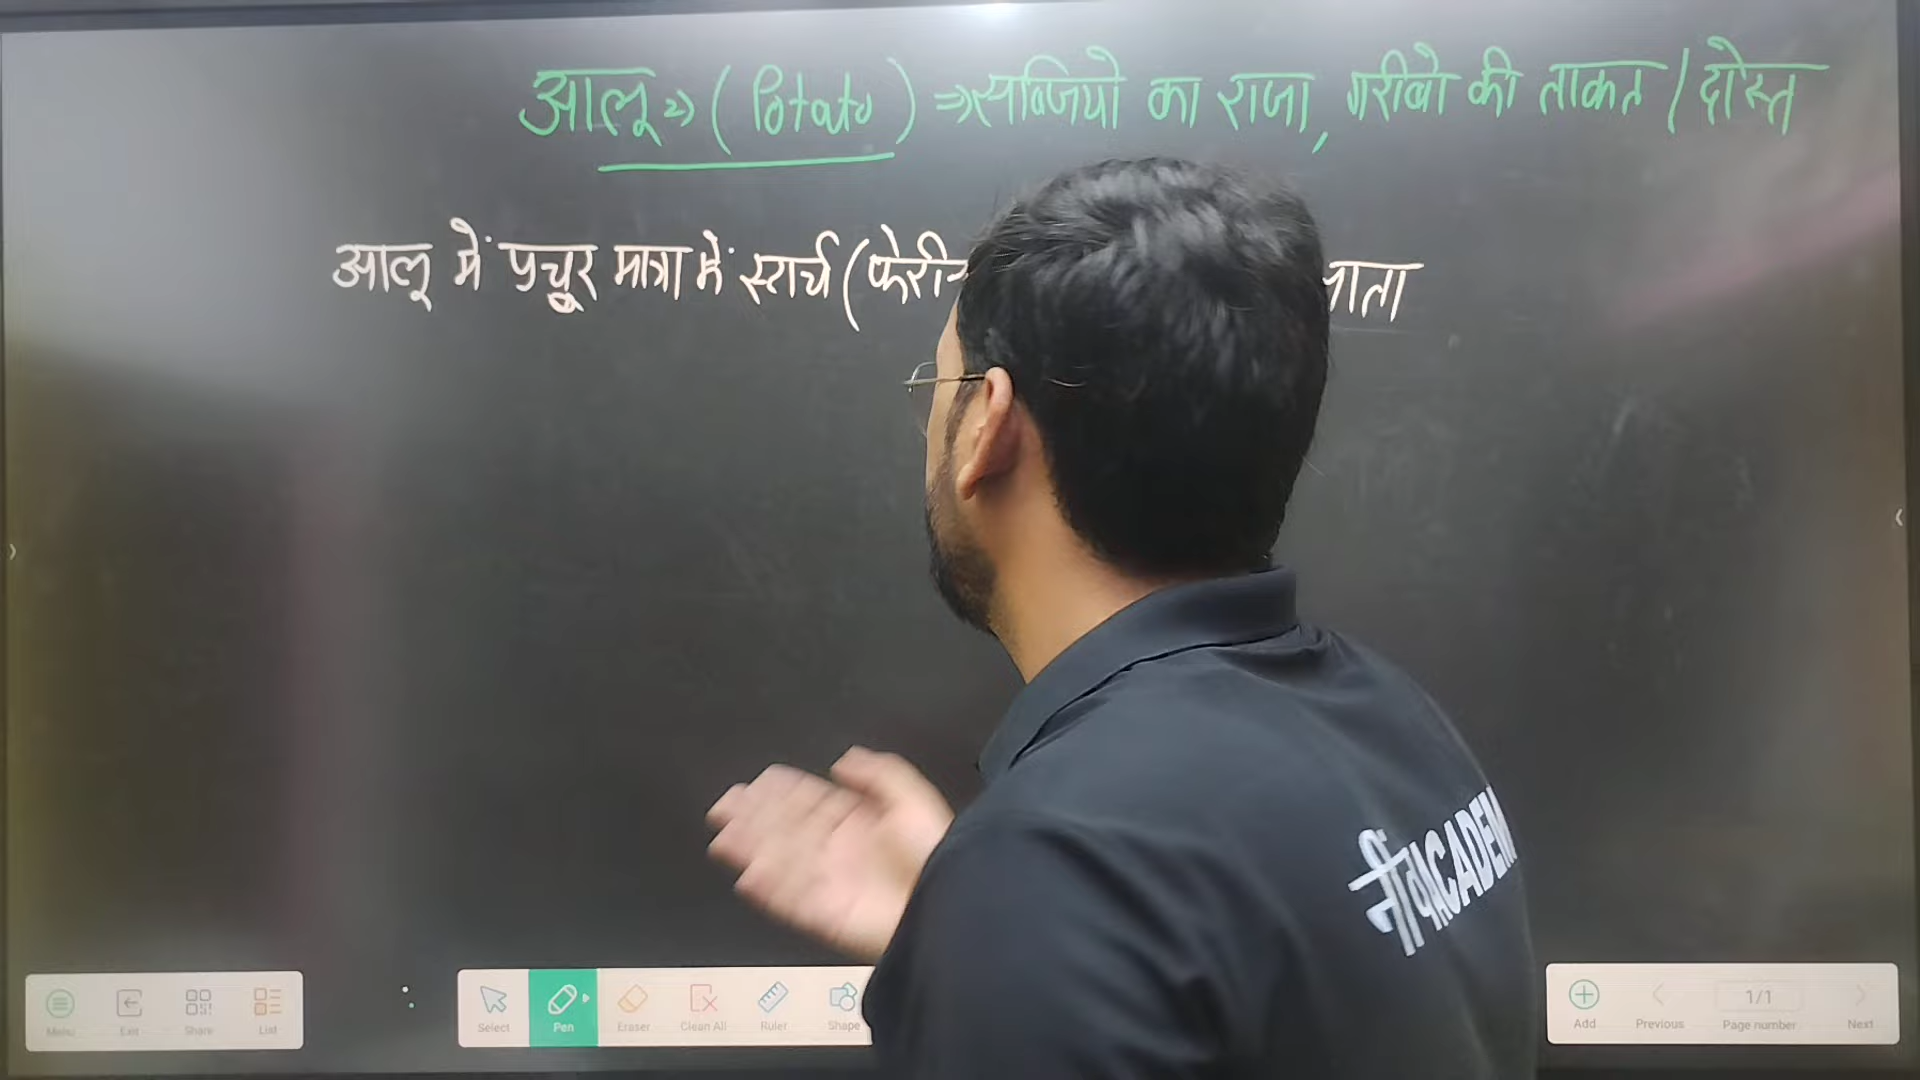 आलू => (Potato) => सब्जियो का राजा, गरीबो की ताकत / दोस्त
आलू में प्रचुर मात्रा में स्टार्च (फेरी जाता
नींव ACADEM
Menu Exit Share List
Select Pen Eraser Clean All Ruler Shape
Add Previous 1/1 Page number Next